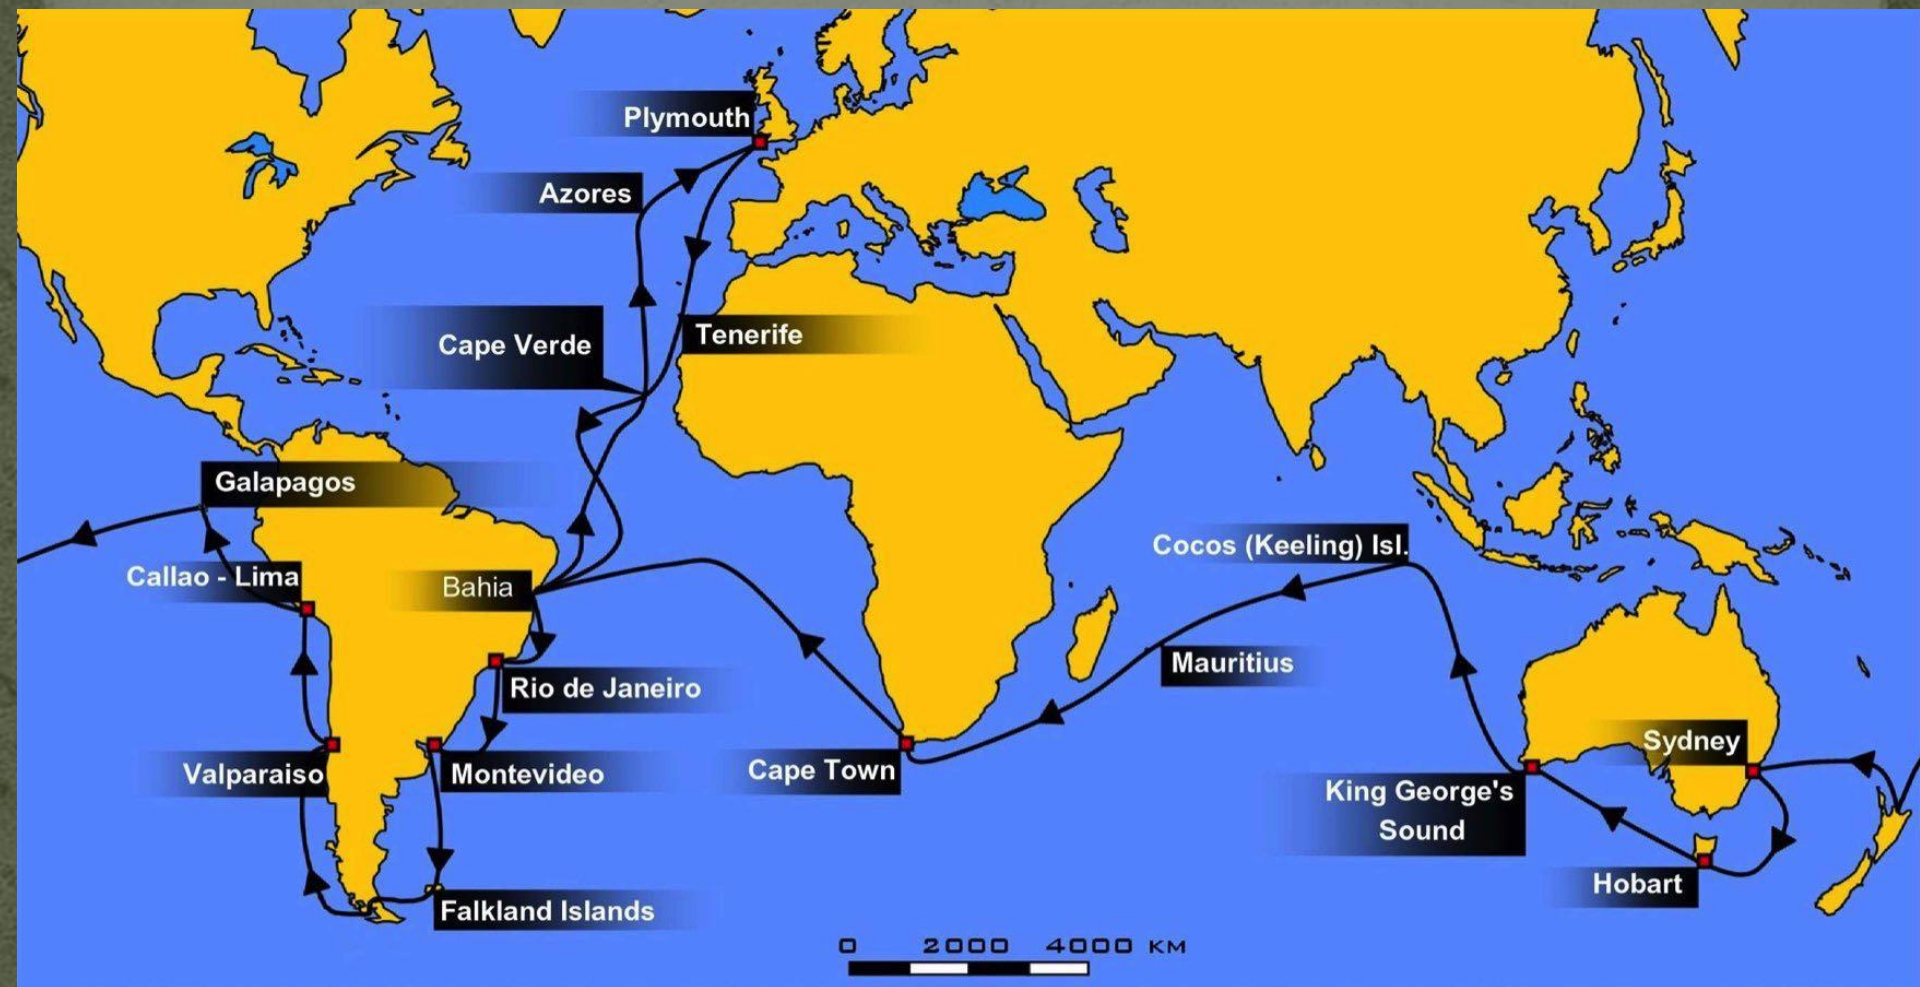 Plymouth
Azores
Cape Verde
Tenerife
Galapagos
Callao - Lima
Bahia
Cocos (Keeling) Isl.
Mauritius
Rio de Janeiro
Valparaiso
Montevideo
Cape Town
Sydney
King George's
Sound
Hobart
Falkland Islands
0 2000 4000 KM